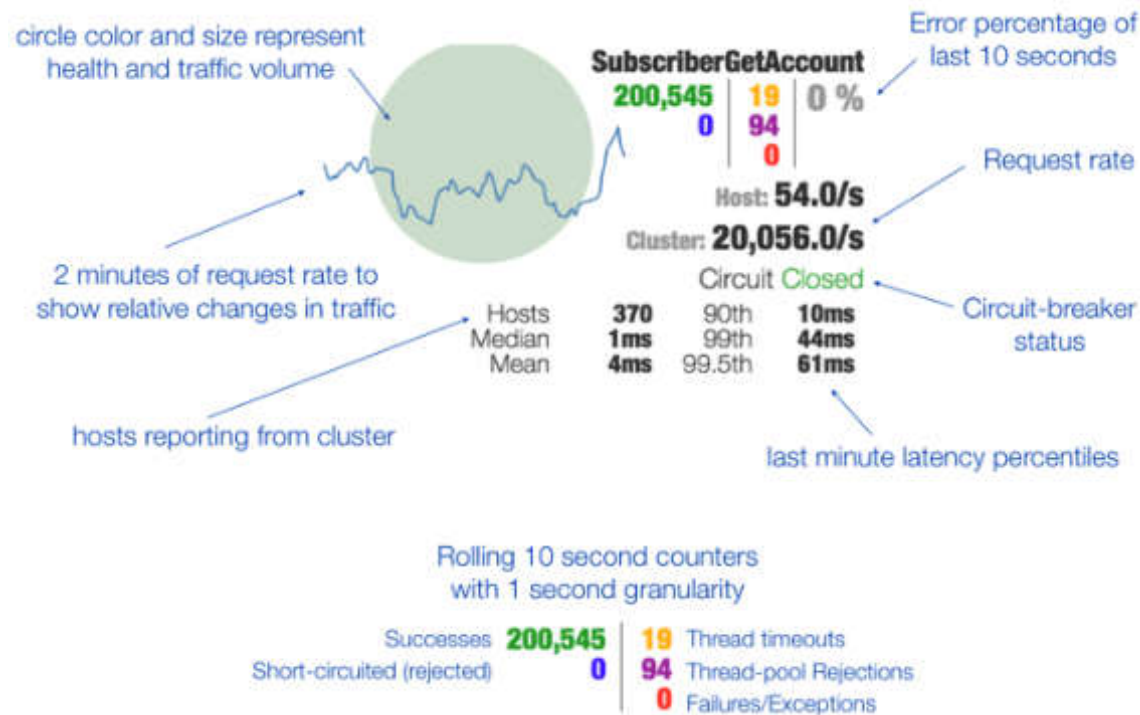 circle color and size represent
health and traffic volume
Error percentage of
last 10 seconds
SubscriberGetAccount
200,545 19 0 %
0 94
0
Request rate
Host: 54.0/s
Cluster: 20,056.0/s
2 minutes of request rate to
show relative changes in traffic
Circuit Closed
Circuit-breaker
status
Hosts 370 90th 10ms
Median 1ms 99th 44ms
Mean 4ms 99.5th 61ms
hosts reporting from cluster
last minute latency percentiles
Rolling 10 second counters
with 1 second granularity
Successes 200,545 19 Thread timeouts
Short-circuited (rejected) 0 94 Thread-pool Rejections
0 Failures/Exceptions